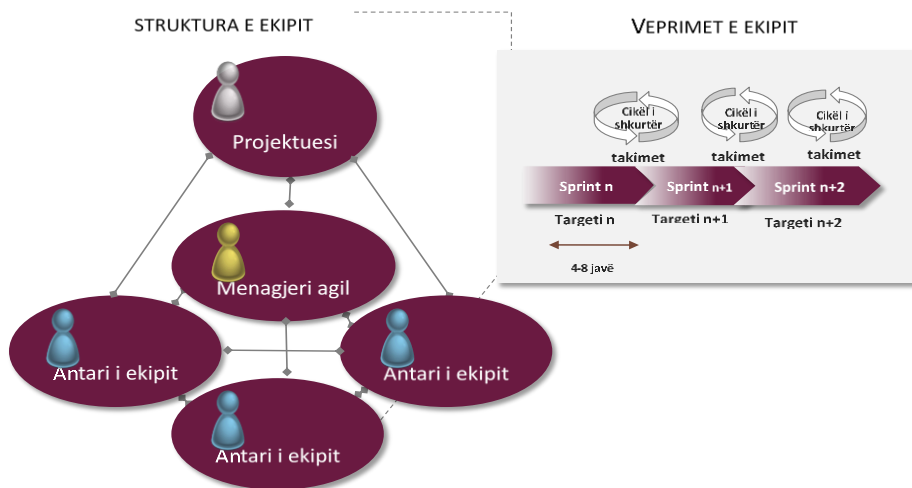 STRUKTURA E EKIPIT
Projektuesi
Menagjeri agil
Antari i ekipit
Antari i ekipit
Antari i ekipit
VEPRIMET E EKIPIT
Cikël i
shkurtër
Cikël i
shkurtër
Cikël i
shkurtër
takimet
takimet
takimet
Sprint n
Sprint n+1
Sprint n+2
Targeti n
Targeti n+1
Targeti n+2
4-8 javë